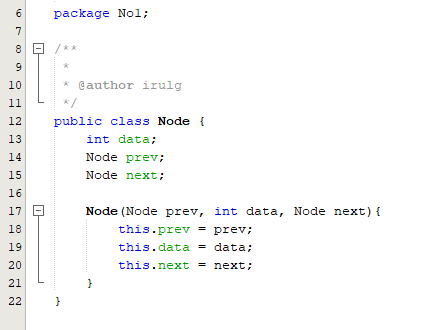 6 package No1;
7
8 /**
9 *
10 * @author irulg
11 */
12 public class Node {
13 int data;
14 Node prev;
15 Node next;
16
17 Node(Node prev, int data, Node next){
18 this.prev = prev;
19 this.data = data;
20 this.next = next;
21 }
22 }